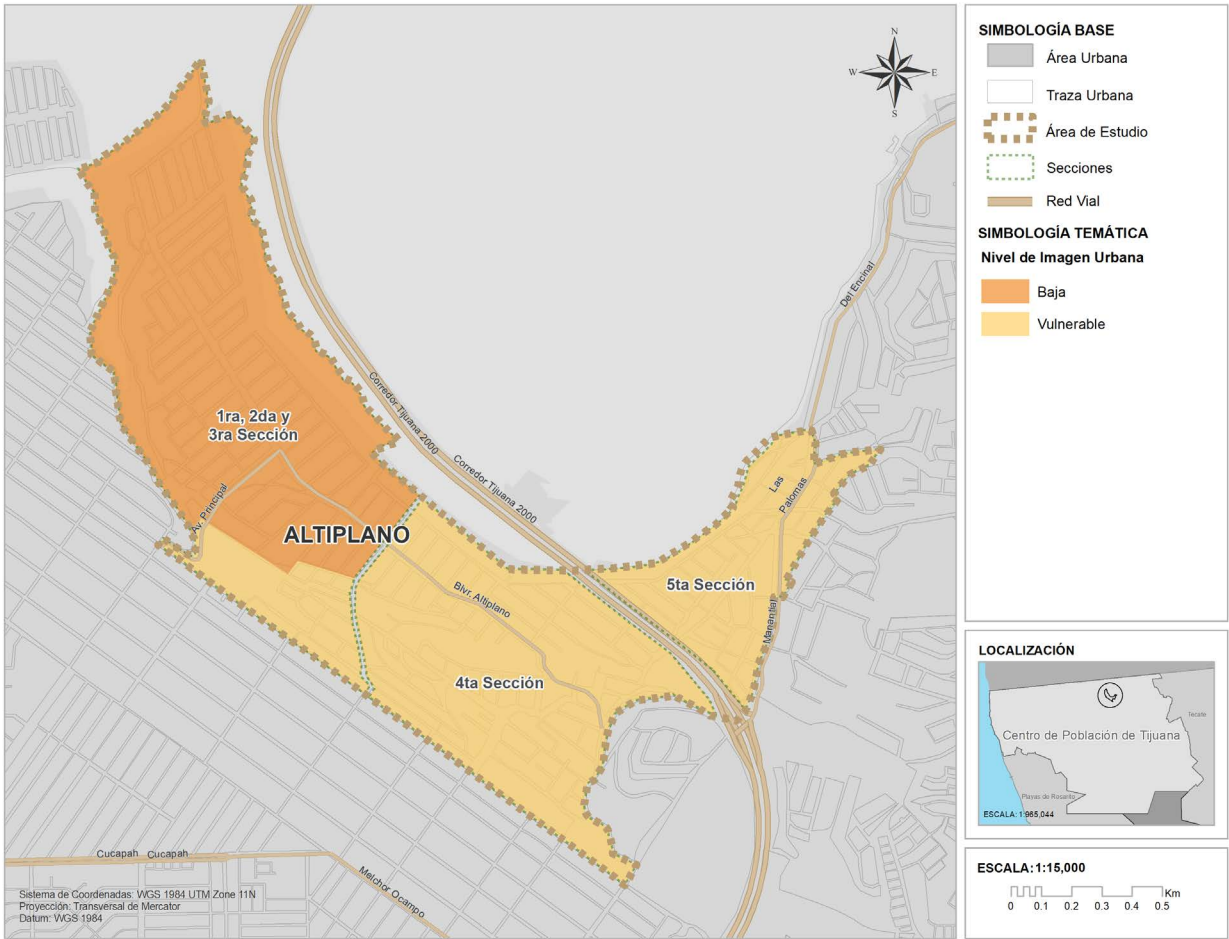 N
W
E
S
Del Encinal
Corredor Tijuana 2000
Corredor Tijuana 2000
1ra, 2da y
3ra Sección
Av. Principal
ALTIPLANO
Las
Palomas
5ta Sección
Blvr. Altiplano
Manantial
4ta Sección
Cucapah
Cucapah
Melchor Ocampo
Sistema de Coordenadas: WGS 1984 UTM Zone 11N
Proyección: Transversal de Mercator
Datum: WGS 1984
SIMBOLOGÍA BASE
Área Urbana
Traza Urbana
Área de Estudio
Secciones
Red Vial
SIMBOLOGÍA TEMÁTICA
Nivel de Imagen Urbana
Baja
Vulnerable
LOCALIZACIÓN
Tecate
Centro de Población de Tijuana
Playas de Rosarito
ESCALA: 1:965,044
ESCALA: 1:15,000
Km
0 0.1 0.2 0.3 0.4 0.5